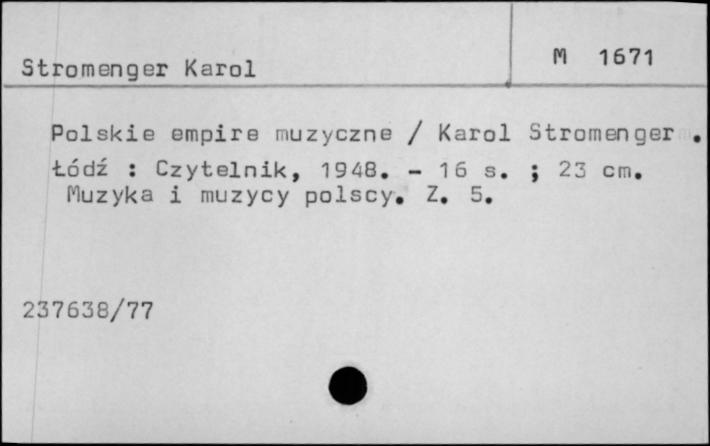 Stromenger Karol
M 1671
Polskie empire muzyczne / Karol Stromenger .
Łódź : Czytelnik, 1948. - 16 s. ; 23 cm.
Muzyka i muzycy polscy. Z. 5.
237638/77